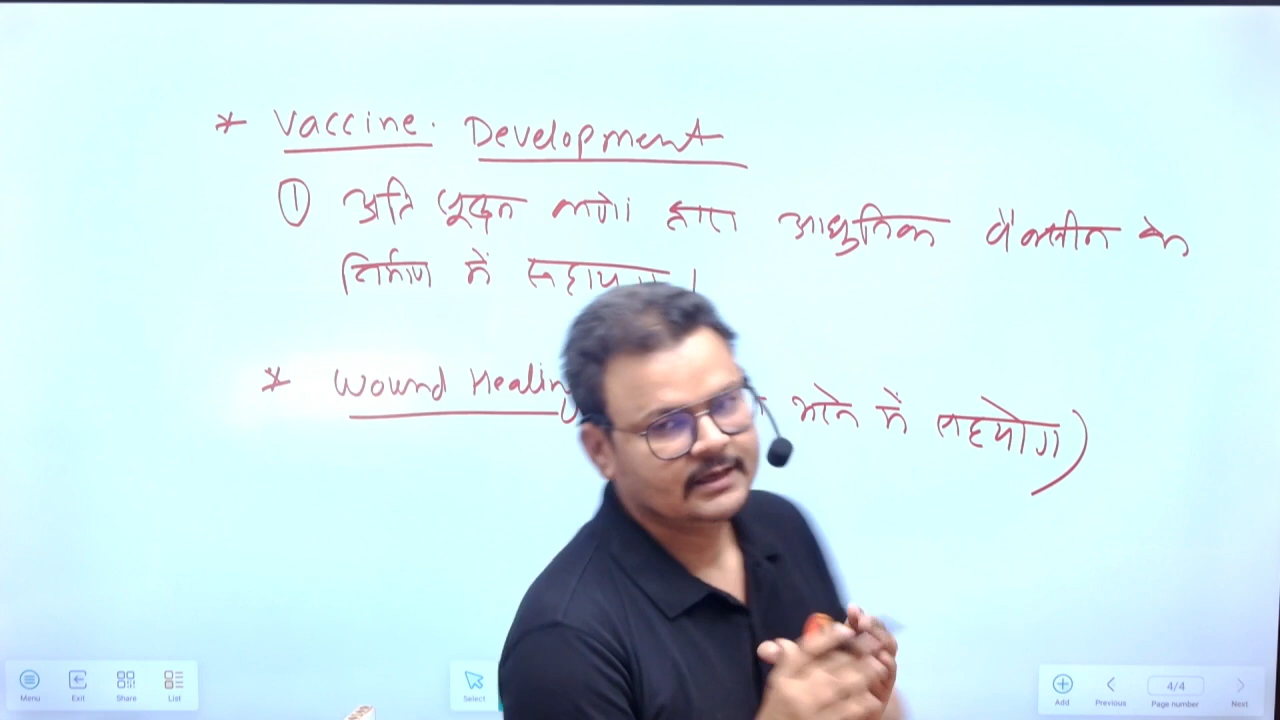 * Vaccine. Development
① अति सूक्ष्म कणों द्वारा आधुनिक वैक्सीन के
निर्माण में सहायता।
* Wound Healing
भरने में सहयोग)
Menu
Exit
Share
List
Select
Add
Previous
4/4
Page number
Next